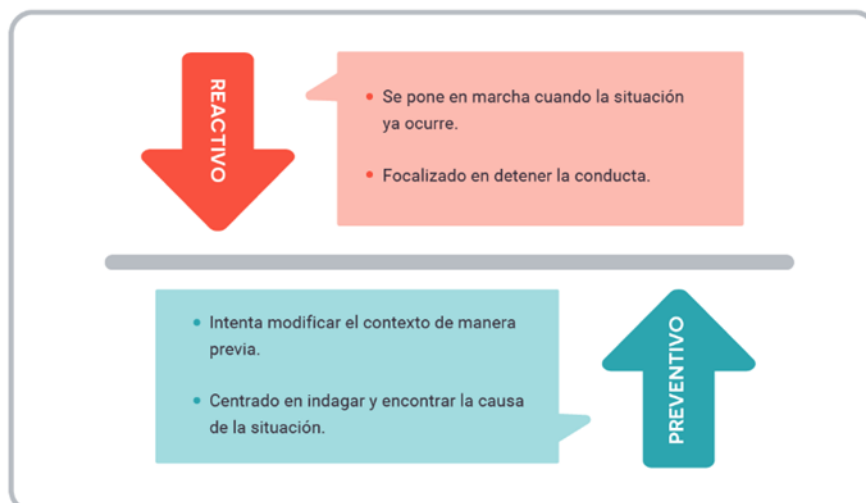 REACTIVO
• Se pone en marcha cuando la situación
ya ocurre.
• Focalizado en detener la conducta.
• Intenta modificar el contexto de manera
previa.
• Centrado en indagar y encontrar la causa
de la situación.
PREVENTIVO